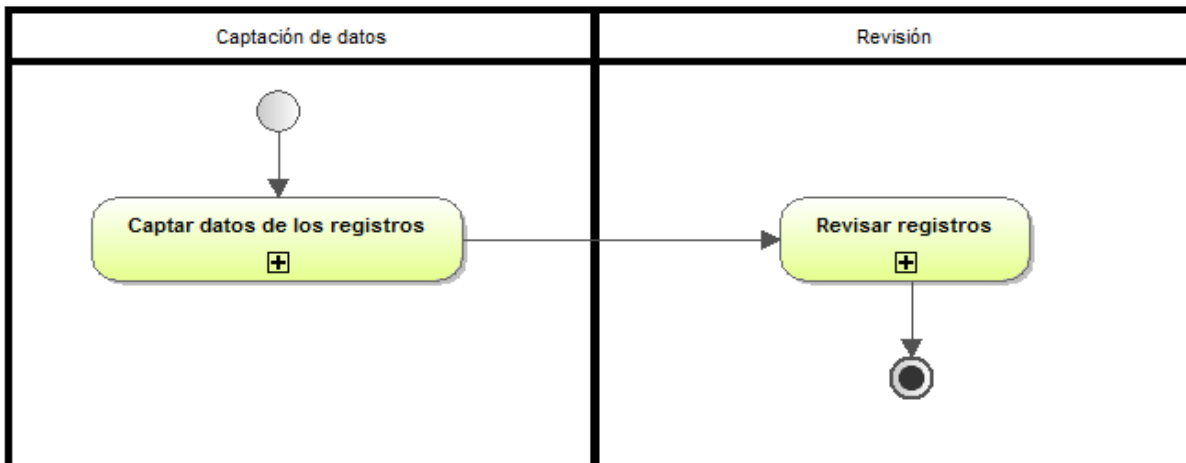 Captación de datos
Revisión
Captar datos de los registros
Revisar registros